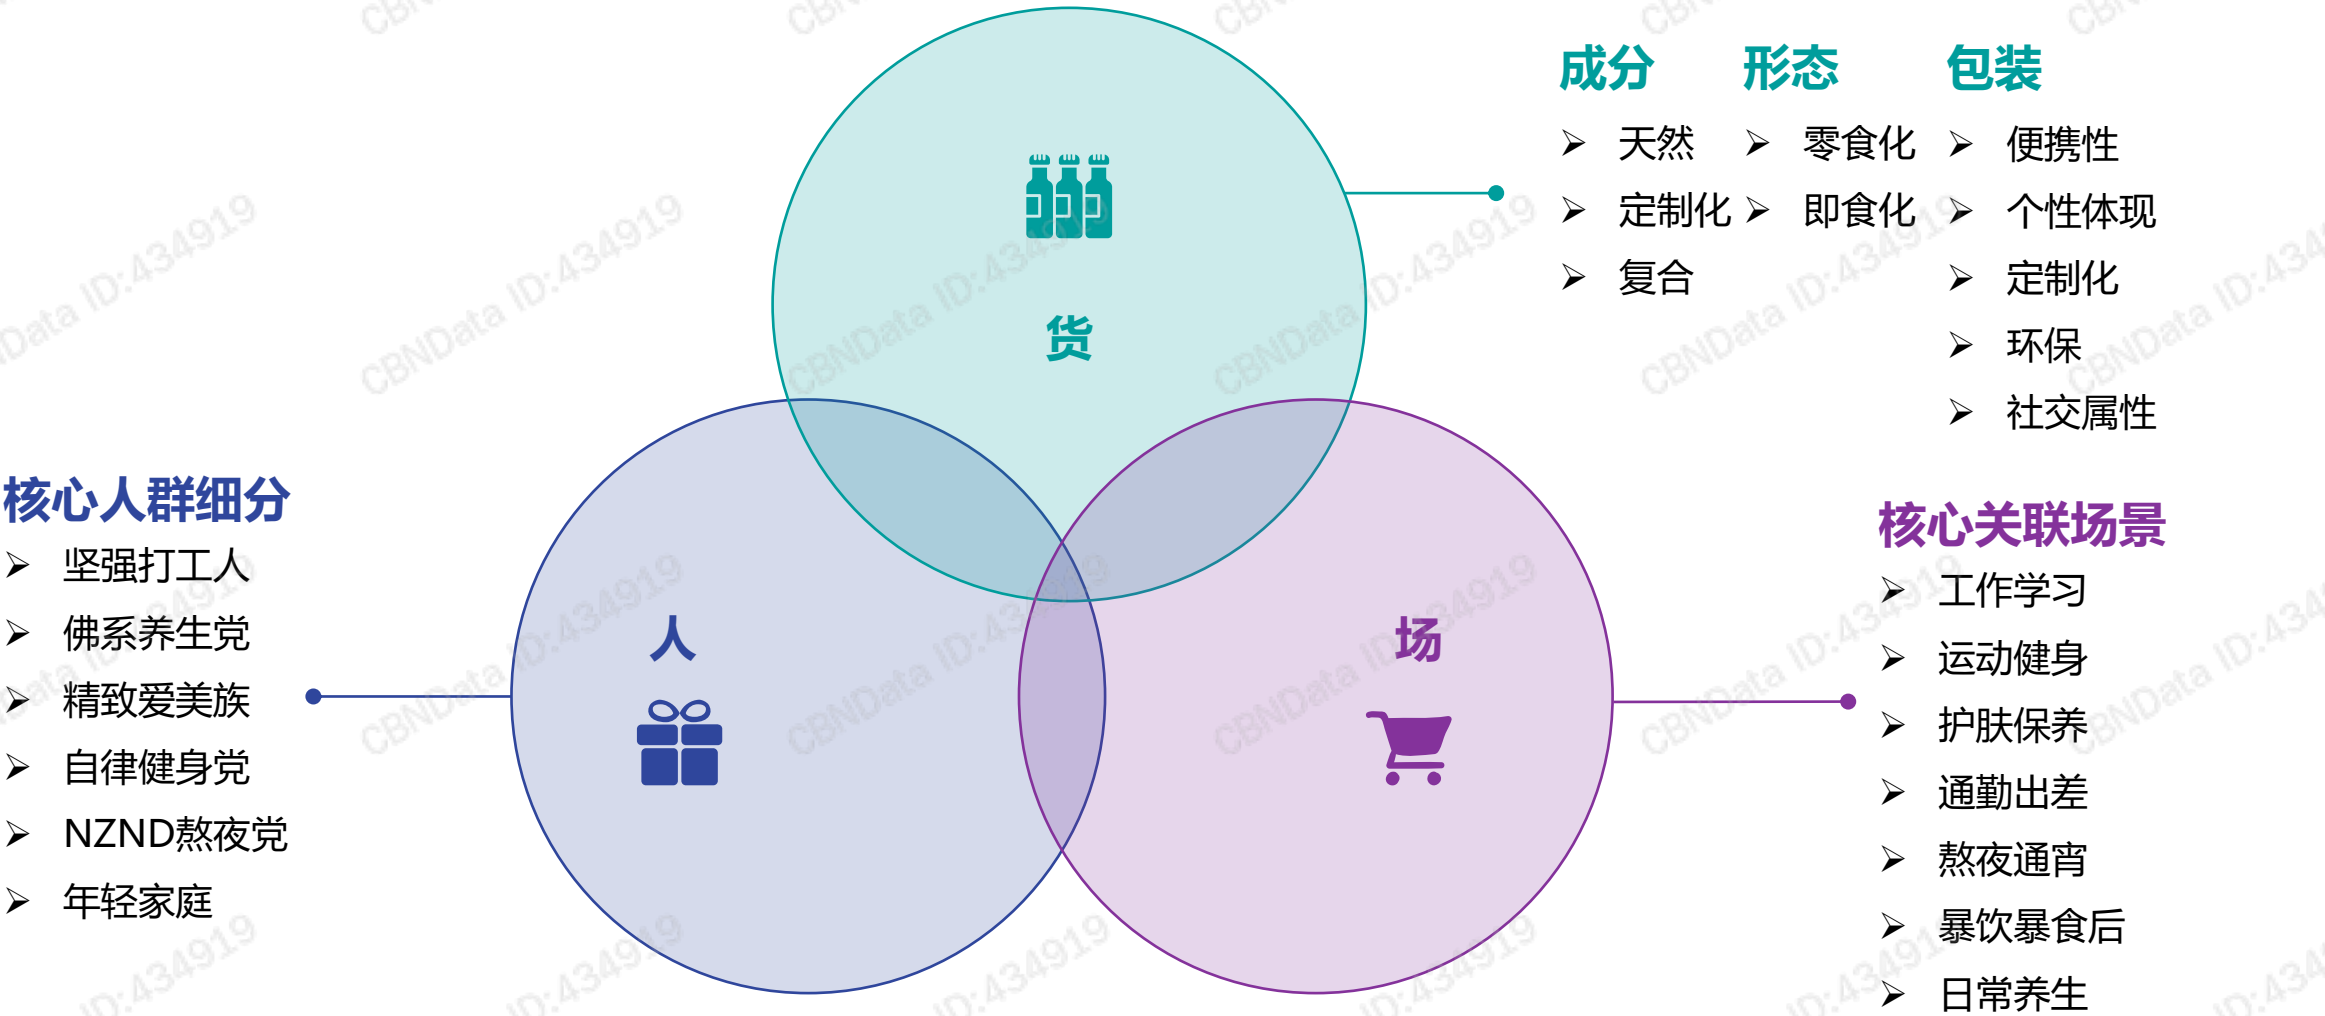 成分 形态 包装
天然 零食化 便携性
定制化 即食化 个性体现
复合 定制化
环保
社交属性
货
核心人群细分
坚强打工人
佛系养生党
精致爱美族
自律健身党
NZND熬夜党
年轻家庭
人
场
核心关联场景
工作学习
运动健身
护肤保养
通勤出差
熬夜通宵
暴饮暴食后
日常养生
CBNData ID:434919